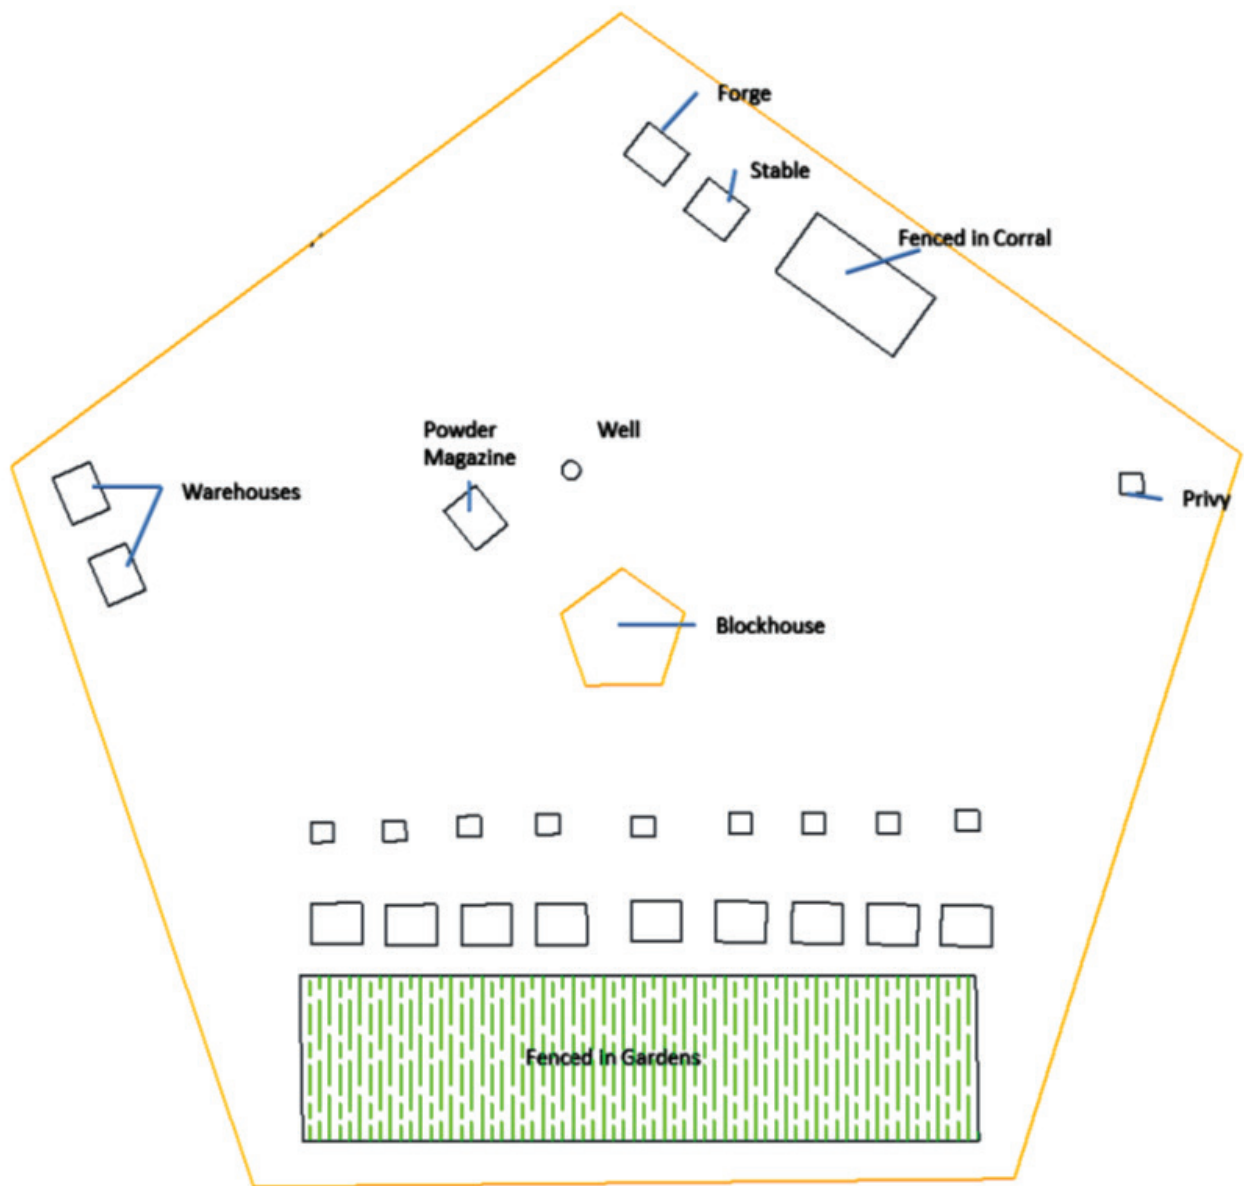 Forge
Stable
Fenced in Corral
Powder
Magazine
Well
Warehouses
Privy
Blockhouse
Fenced in Gardens